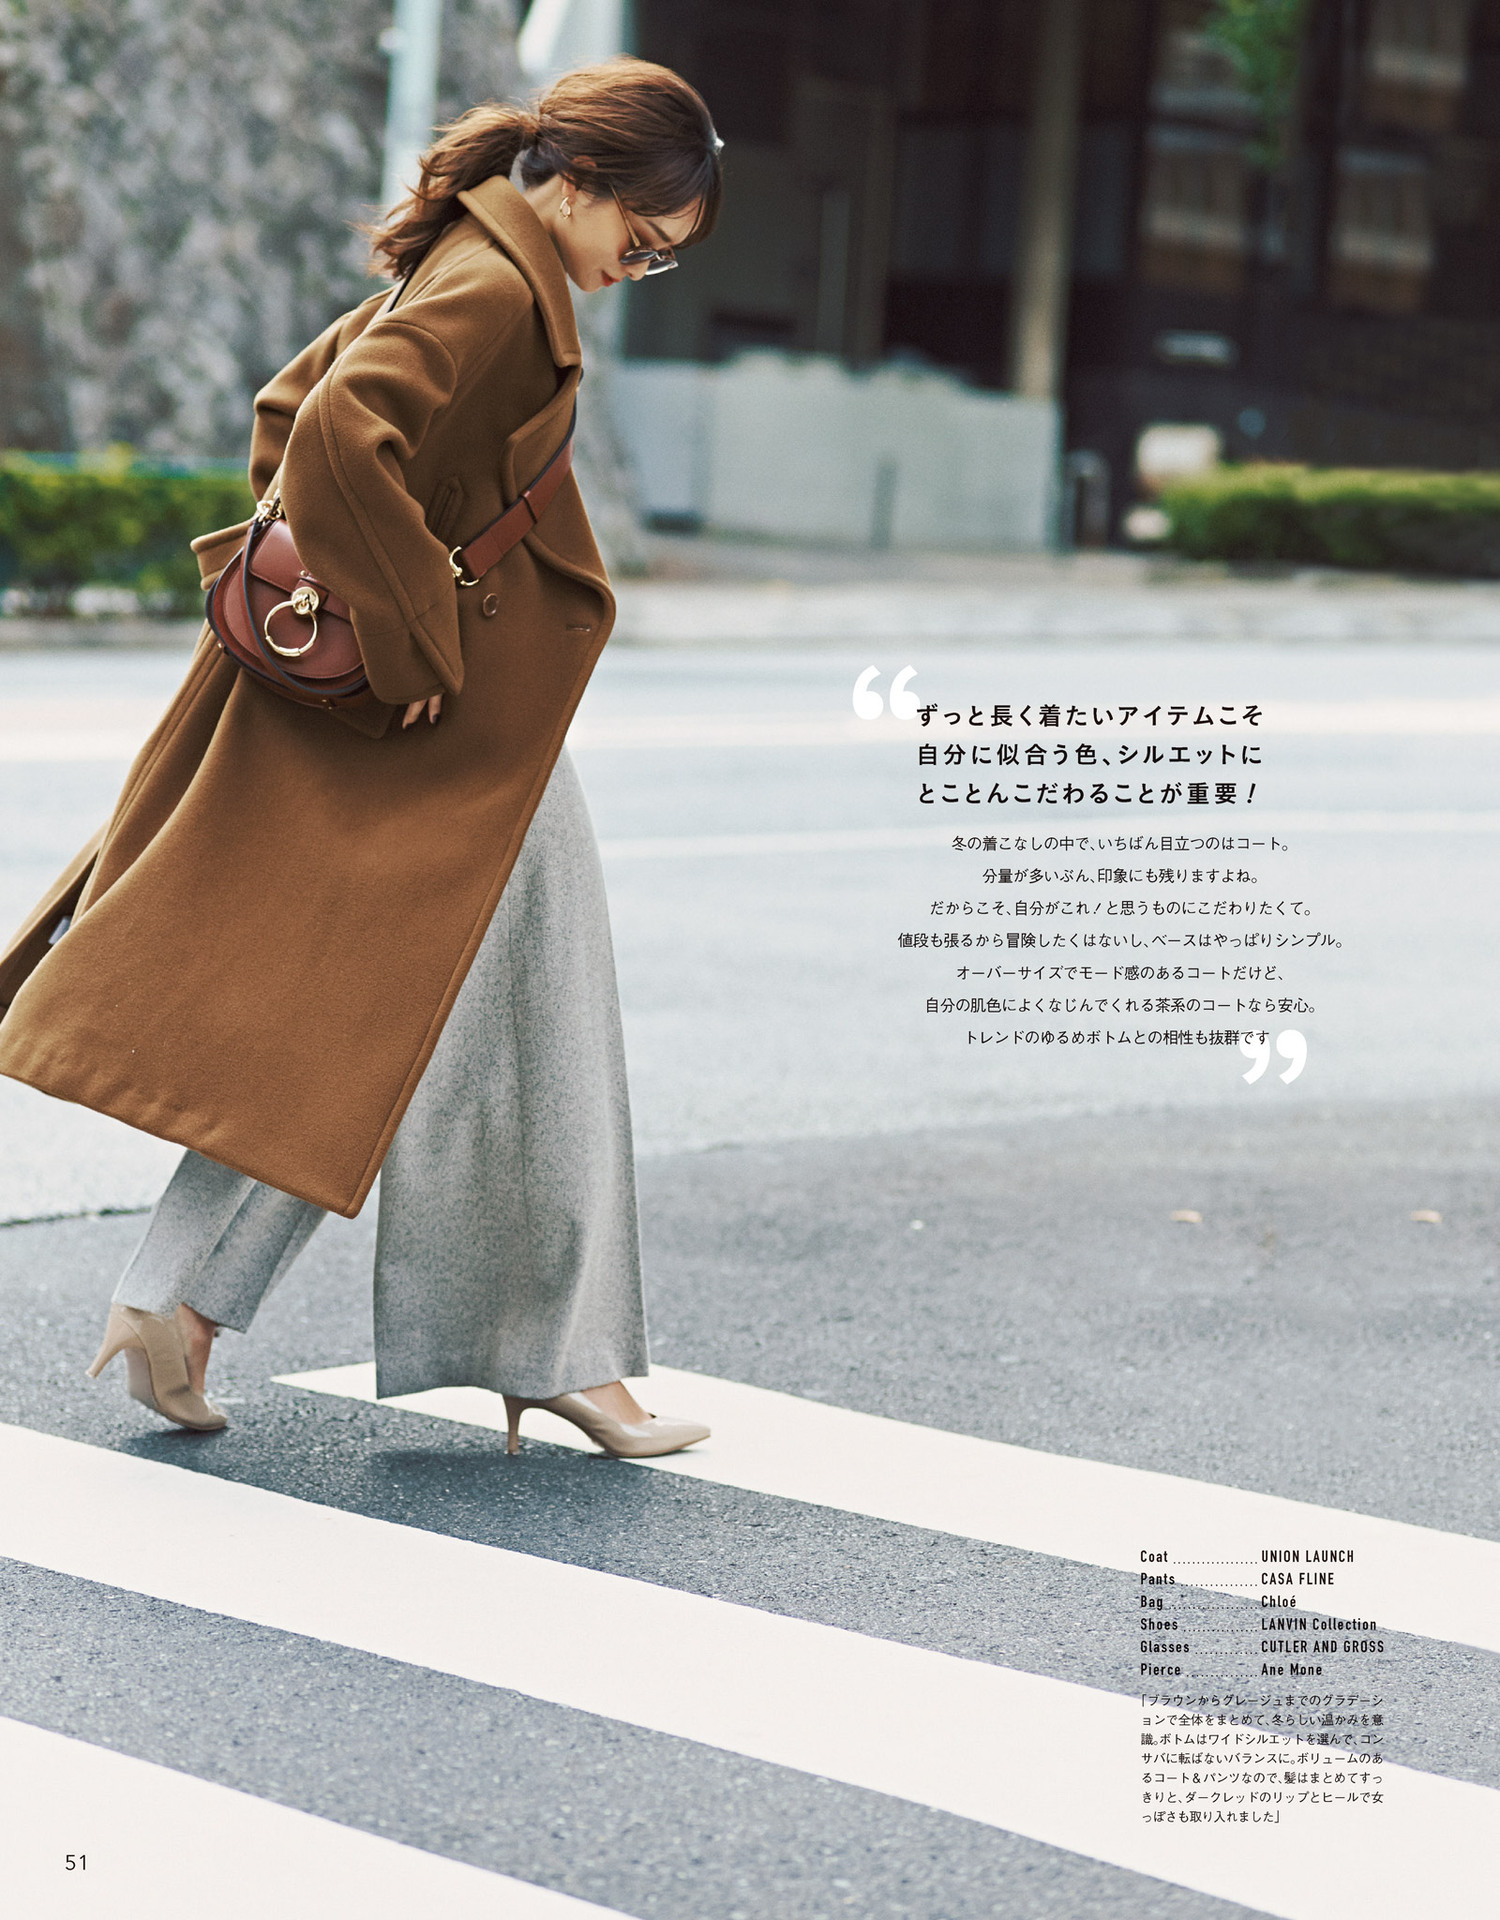 “
ずっと長く着たいアイテムこそ
自分に似合う色、シルエットに
とことんこだわることが重要！
冬の着こなしの中で、いちばん目立つのはコート。
分量が多いぶん、印象にも残りますよね。
だからこそ、自分がこれ！と思うものにこだわりたくて。
値段も張るから冒険したくはないし、ベースはやっぱりシンプル。
オーバーサイズでモード感のあるコートだけど、
自分の肌色によくなじんでくれる茶系のコートなら安心。
トレンドのゆるめボトムとの相性も抜群です
”
Coat .................. UNION LAUNCH
Pants ................ CASA FLINE
Bag ................... Chloé
Shoes ................ LANVIN Collection
Glasses ............. CUTLER AND GROSS
Pierce ............... Ane Mone
「ブラウンからグレージュまでのグラデーシ
ョンで全体をまとめて、冬らしい温かみを意
識。ボトムはワイドシルエットを選んで、コン
サバに転ばないバランスに。ボリュームのあ
るコート＆パンツなので、髪はまとめてすっ
きりと、ダークレッドのリップとヒールで女
っぽさも取り入れました」
51